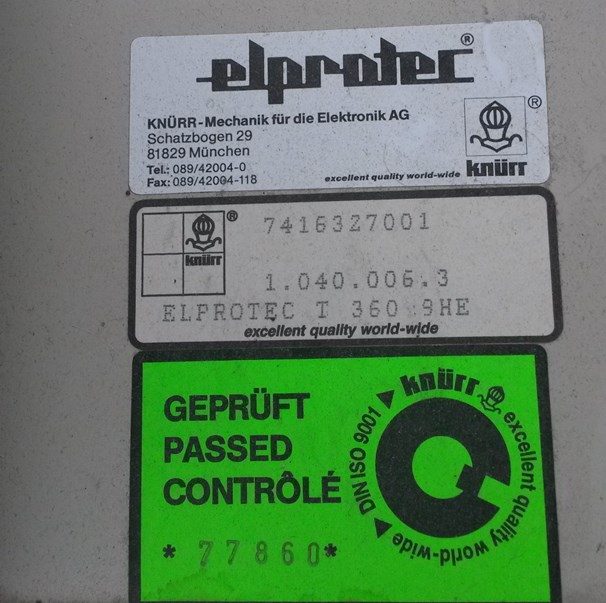 elprotec ®
KNÜRR-Mechanik für die Elektronik AG
Schatzbogen 29
81829 München
Tel.: 089/42004-0
Fax: 089/42004-118
excellent quality world-wide
®
knürr
®
knürr
7416327001
1.040.006.3
ELPROTEC T 360 9HE
excellent quality world-wide
GEPRÜFT
PASSED
CONTRÔLÉ
*77860*
DIN ISO 9001
knürr
excellent quality world-wide